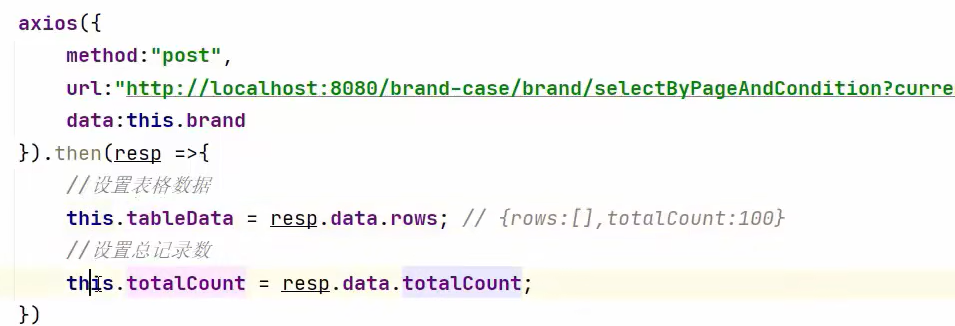 axios({
method:"post",
url:"http://localhost:8080/brand-case/brand/selectByPageAndCondition?curre
data:this.brand
}).then(resp =>{
//设置表格数据
this.tableData = resp.data.rows; // {rows:[],totalCount:100}
//设置总记录数
this.totalCount = resp.data.totalCount;
})